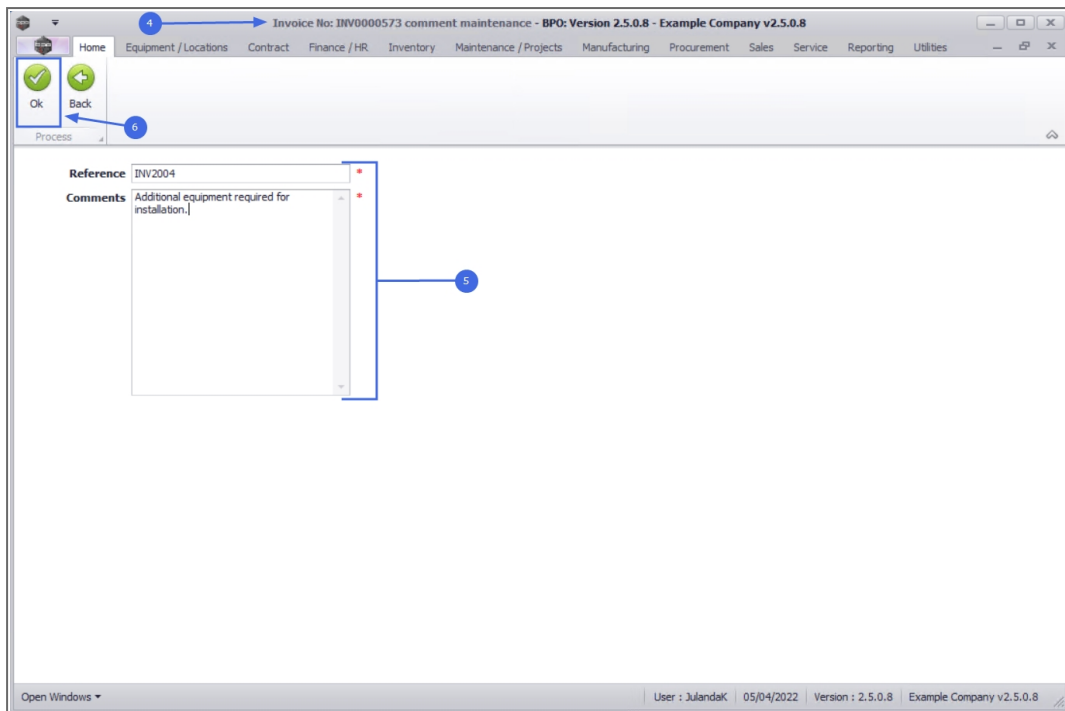 4
Invoice No: INV0000573 comment maintenance - BPO: Version 2.5.0.8 - Example Company v2.5.0.8
Home Equipment / Locations Contract Finance / HR Inventory Maintenance / Projects Manufacturing Procurement Sales Service Reporting Utilities
Ok Back
6
Process
Reference INV2004 *
Comments Additional equipment required for *
installation.
5
Open Windows User : JulandaK 05/04/2022 Version : 2.5.0.8 Example Company v2.5.0.8